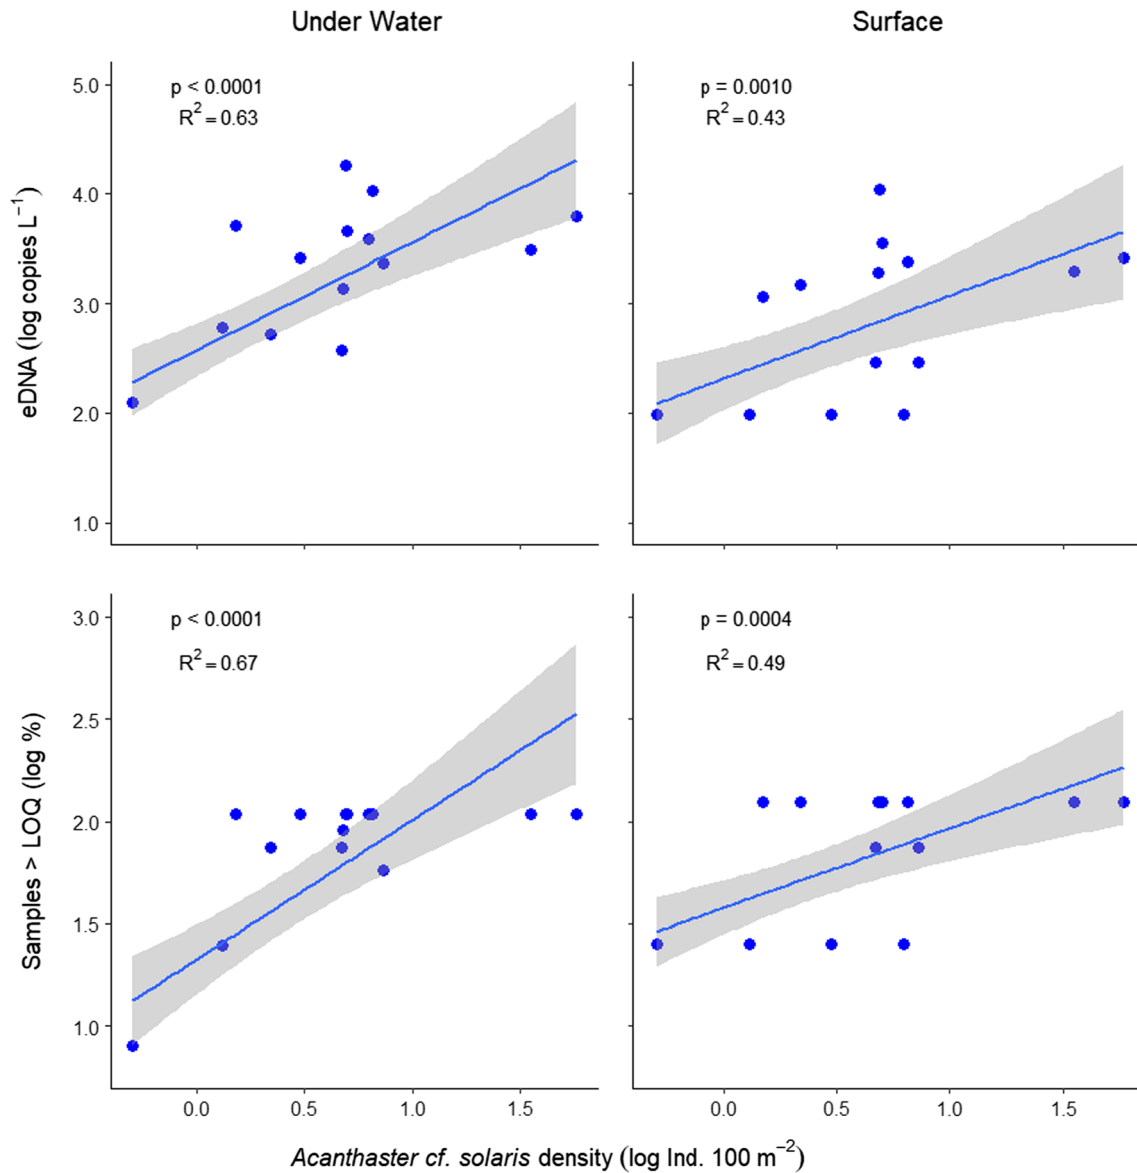 Under Water
Surface
eDNA (log copies L⁻¹)
5.0
4.0
3.0
2.0
1.0
p < 0.0001
R² = 0.63
p = 0.0010
R² = 0.43
Samples > LOQ (log %)
3.0
2.5
2.0
1.5
1.0
p < 0.0001
R² = 0.67
p = 0.0004
R² = 0.49
0.0 0.5 1.0 1.5
0.0 0.5 1.0 1.5
Acanthaster cf. solaris density (log Ind. 100 m⁻²)